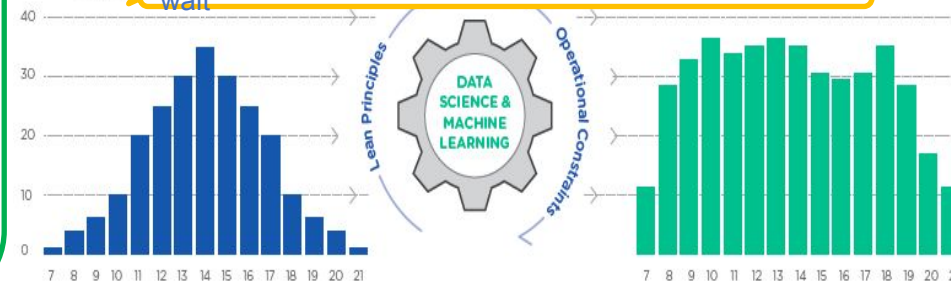 wait
40
30
20
10
0
7 8 9 10 11 12 13 14 15 16 17 18 19 20 21
Lean Principles
DATA
SCIENCE &
MACHINE
LEARNING
Operational Constraints
7 8 9 10 11 12 13 14 15 16 17 18 19 20